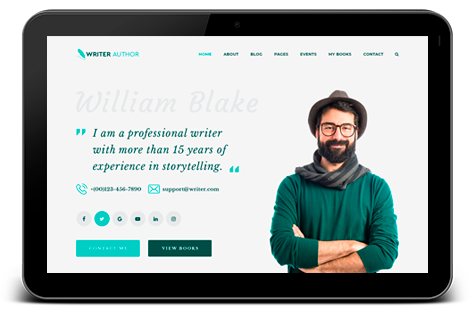 WRITER AUTHOR
HOME ABOUT BLOG PAGES EVENTS MY BOOKS CONTACT
William Blake
" I am a professional writer
with more than 15 years of
experience in storytelling. "
+(00)123-456-7890 support@writer.com
CONTACT ME VIEW BOOKS